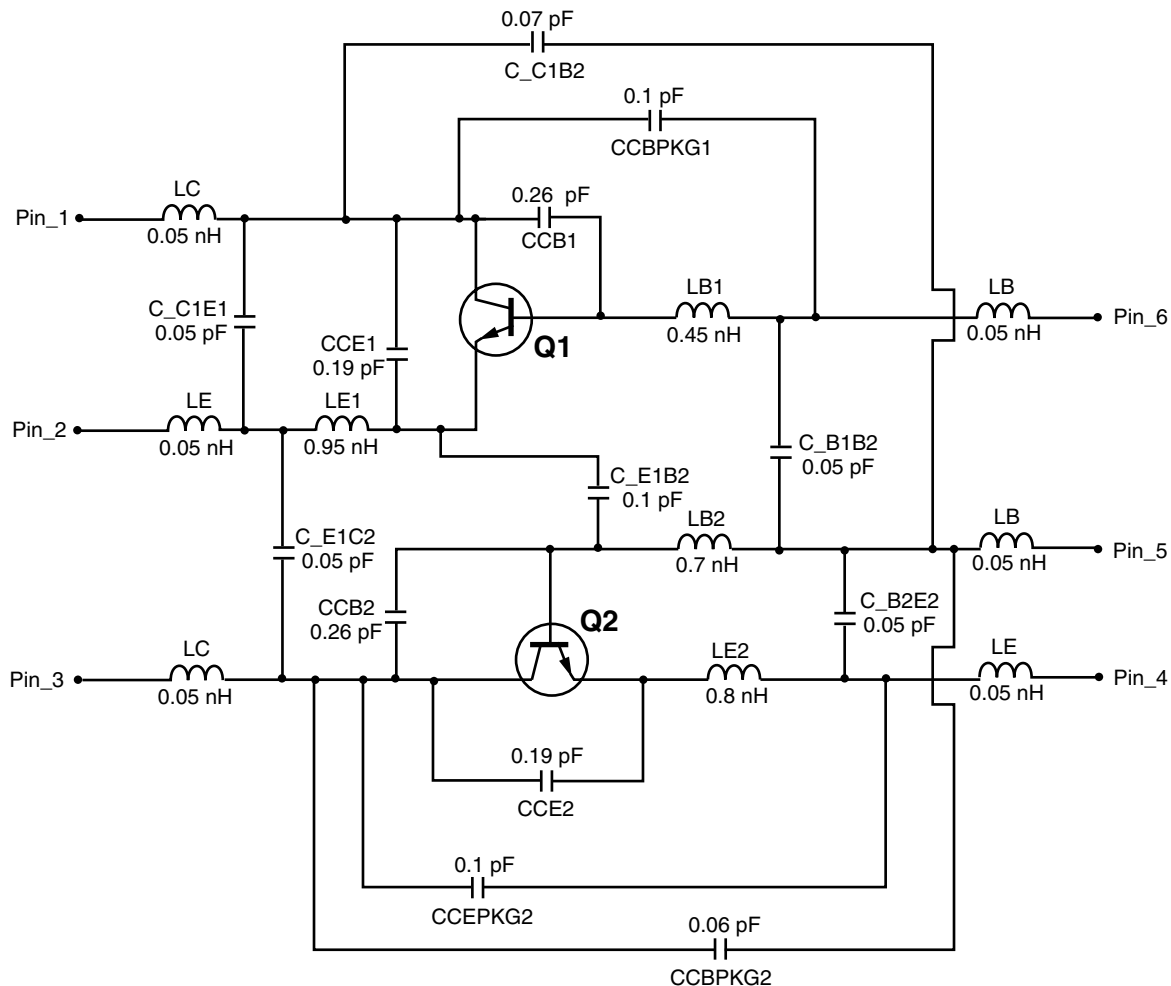 0.07 pF
C_C1B2
0.1 pF
CCBPKG1
LC
0.26 pF
Pin_1
0.05 nH
CCB1
LB1
LB
C_C1E1
0.05 pF
Pin_6
CCE1
0.19 pF
Q1
0.45 nH
0.05 nH
LE
LE1
Pin_2
0.05 nH
0.95 nH
C_B1B2
0.05 pF
C_E1B2
0.1 pF
LB2
LB
C_E1C2
0.05 pF
Pin_5
0.7 nH
0.05 nH
CCB2
0.26 pF
Q2
C_B2E2
0.05 pF
LC
LE2
LE
Pin_3
Pin_4
0.05 nH
0.8 nH
0.05 nH
0.19 pF
CCE2
0.1 pF
CCEPKG2
0.06 pF
CCBPKG2